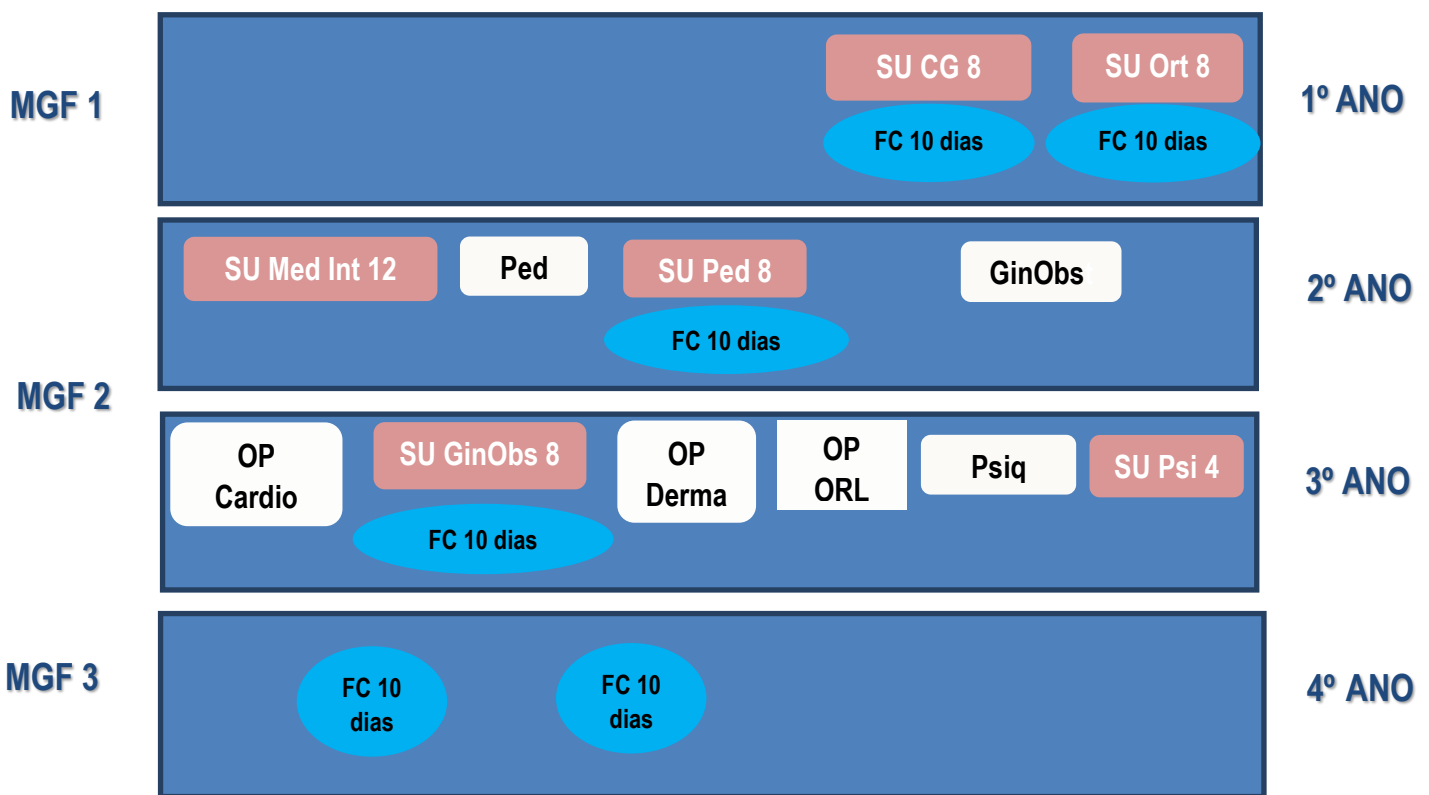 MGF 1
SU CG 8
SU Ort 8
FC 10 dias
FC 10 dias
1º ANO
MGF 2
SU Med Int 12
Ped
SU Ped 8
GinObs
FC 10 dias
2º ANO
OP
Cardio
SU GinObs 8
OP
Derma
OP
ORL
Psiq
SU Psi 4
FC 10 dias
3º ANO
MGF 3
FC 10
dias
FC 10
dias
4º ANO